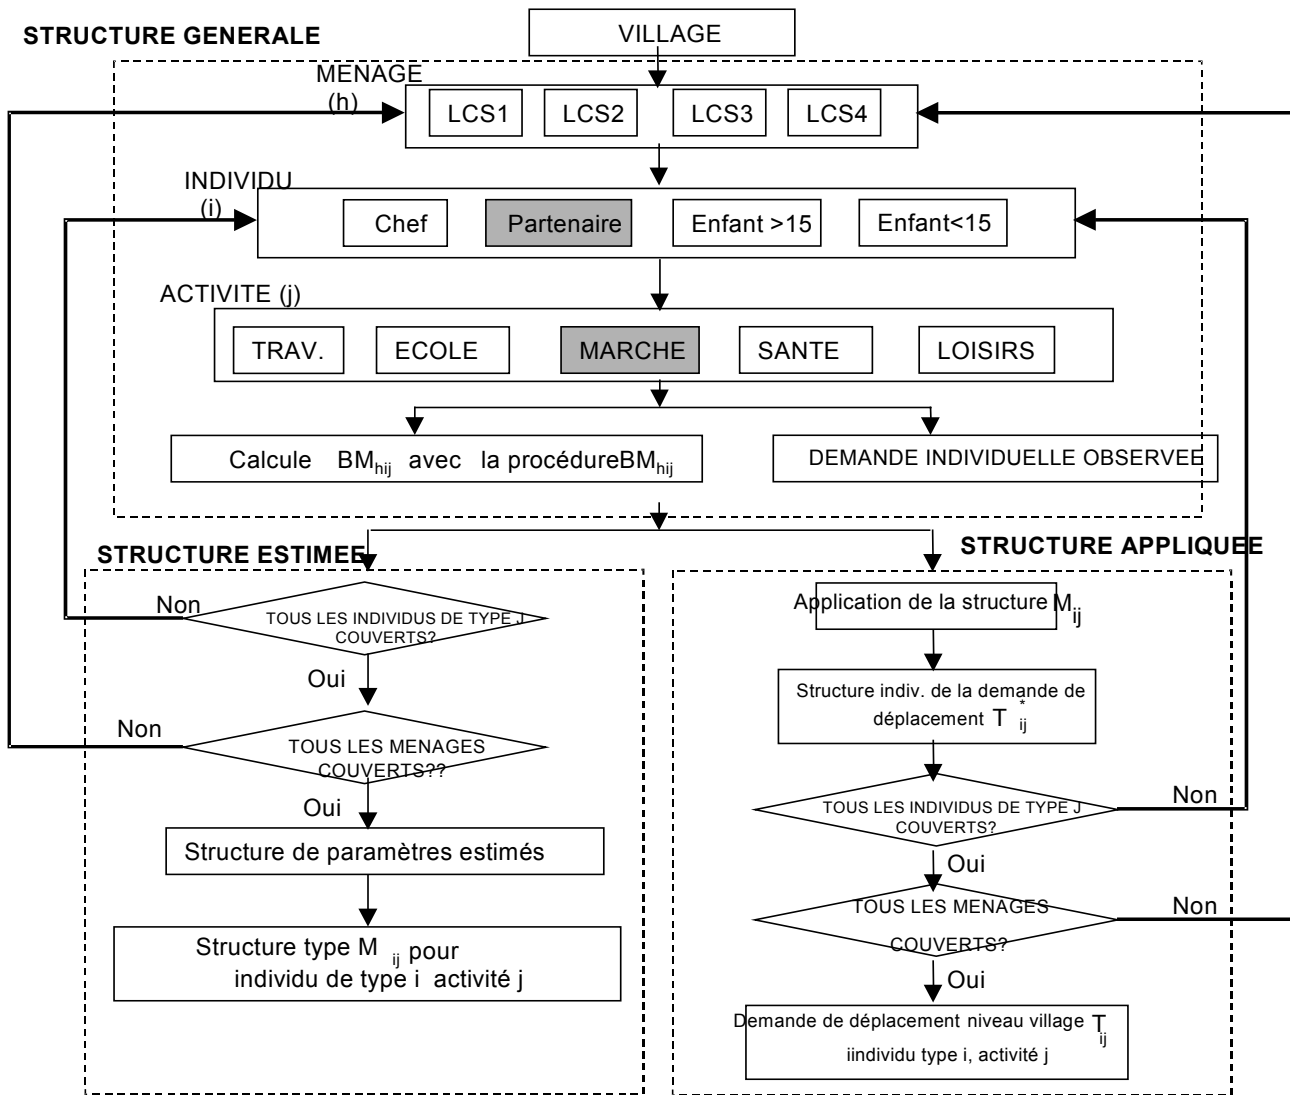 VILLAGE
STRUCTURE GENERALE
MENAGE
(h)
LCS1
LCS2
LCS3
LCS4
INDIVIDU
(i)
Chef
Partenaire
Enfant >15
Enfant<15
ACTIVITE (j)
TRAV.
ECOLE
MARCHE
SANTE
LOISIRS
Calcule BMhij avec la procédureBMhij
DEMANDE INDIVIDUELLE OBSERVEE
STRUCTURE ESTIMEE
Non
TOUS LES INDIVIDUS DE TYPE J
COUVERTS?
Oui
Non
TOUS LES MENAGES
COUVERTS??
Oui
Structure de paramètres estimés
Structure type M ij pour
individu de type i activité j
STRUCTURE APPLIQUEE
Application de la structure Mij
Structure indiv. de la demande de
déplacement T *ij
TOUS LES INDIVIDUS DE TYPE J
COUVERTS?
Non
Oui
TOUS LES MENAGES
COUVERTS?
Non
Oui
Demande de déplacement niveau village Tij
iindividu type i, activité j